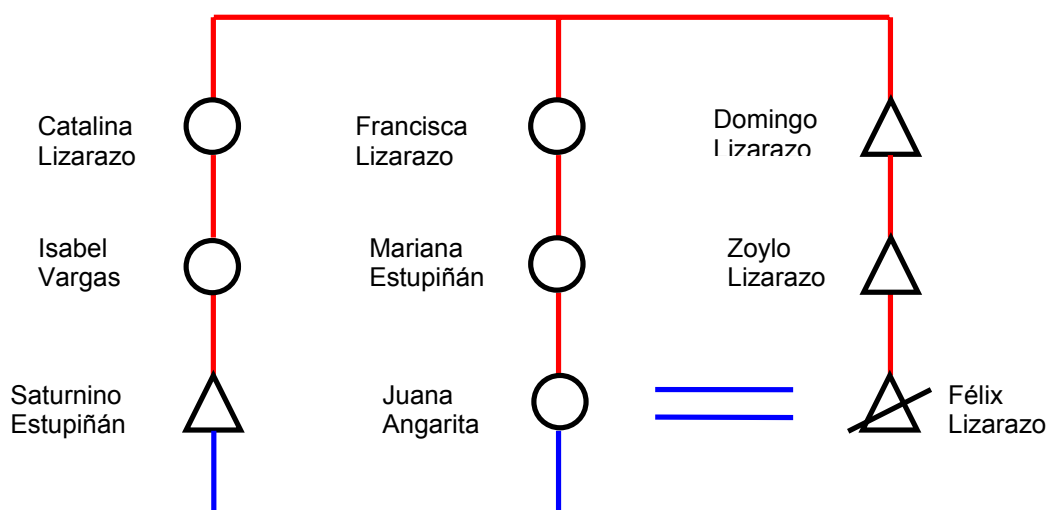 Catalina
Lizarazo
Francisca
Lizarazo
Domingo
Lizarazo
Isabel
Vargas
Mariana
Estupiñán
Zoylo
Lizarazo
Saturnino
Estupiñán
Juana
Angarita
Félix
Lizarazo